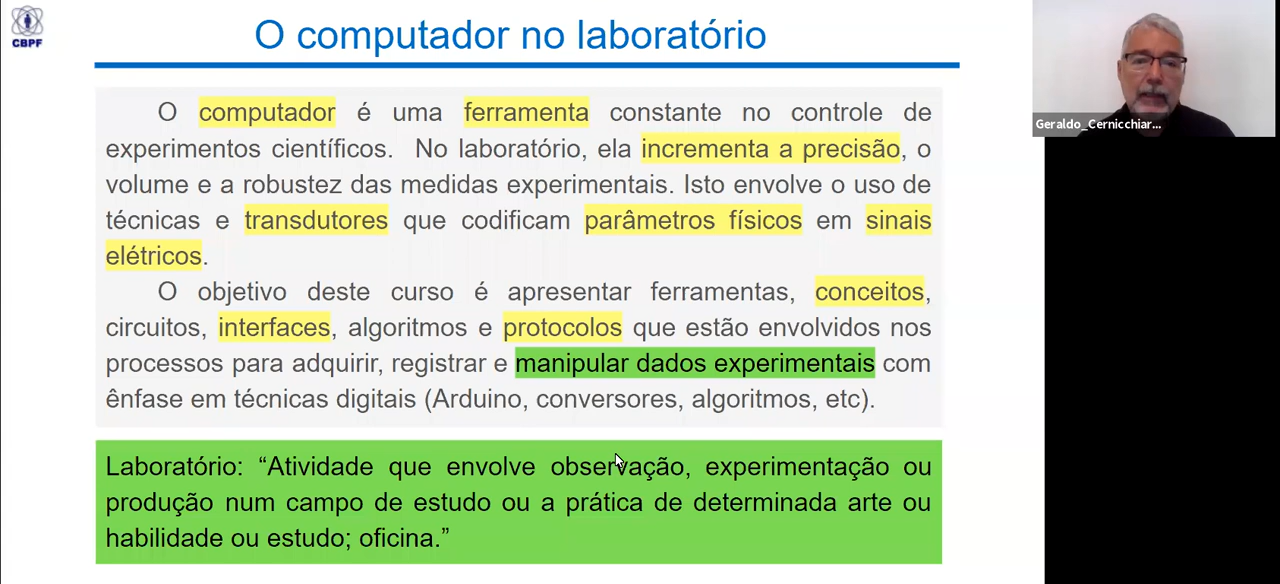 CBPF
O computador no laboratório
Geraldo_Cernicchiar...
O computador é uma ferramenta constante no controle de
experimentos científicos. No laboratório, ela incrementa a precisão, o
volume e a robustez das medidas experimentais. Isto envolve o uso de
técnicas e transdutores que codificam parâmetros físicos em sinais
elétricos.
O objetivo deste curso é apresentar ferramentas, conceitos,
circuitos, interfaces, algoritmos e protocolos que estão envolvidos nos
processos para adquirir, registrar e manipular dados experimentais com
ênfase em técnicas digitais (Arduino, conversores, algoritmos, etc).
Laboratório: “Atividade que envolve observação, experimentação ou
produção num campo de estudo ou a prática de determinada arte ou
habilidade ou estudo; oficina.”